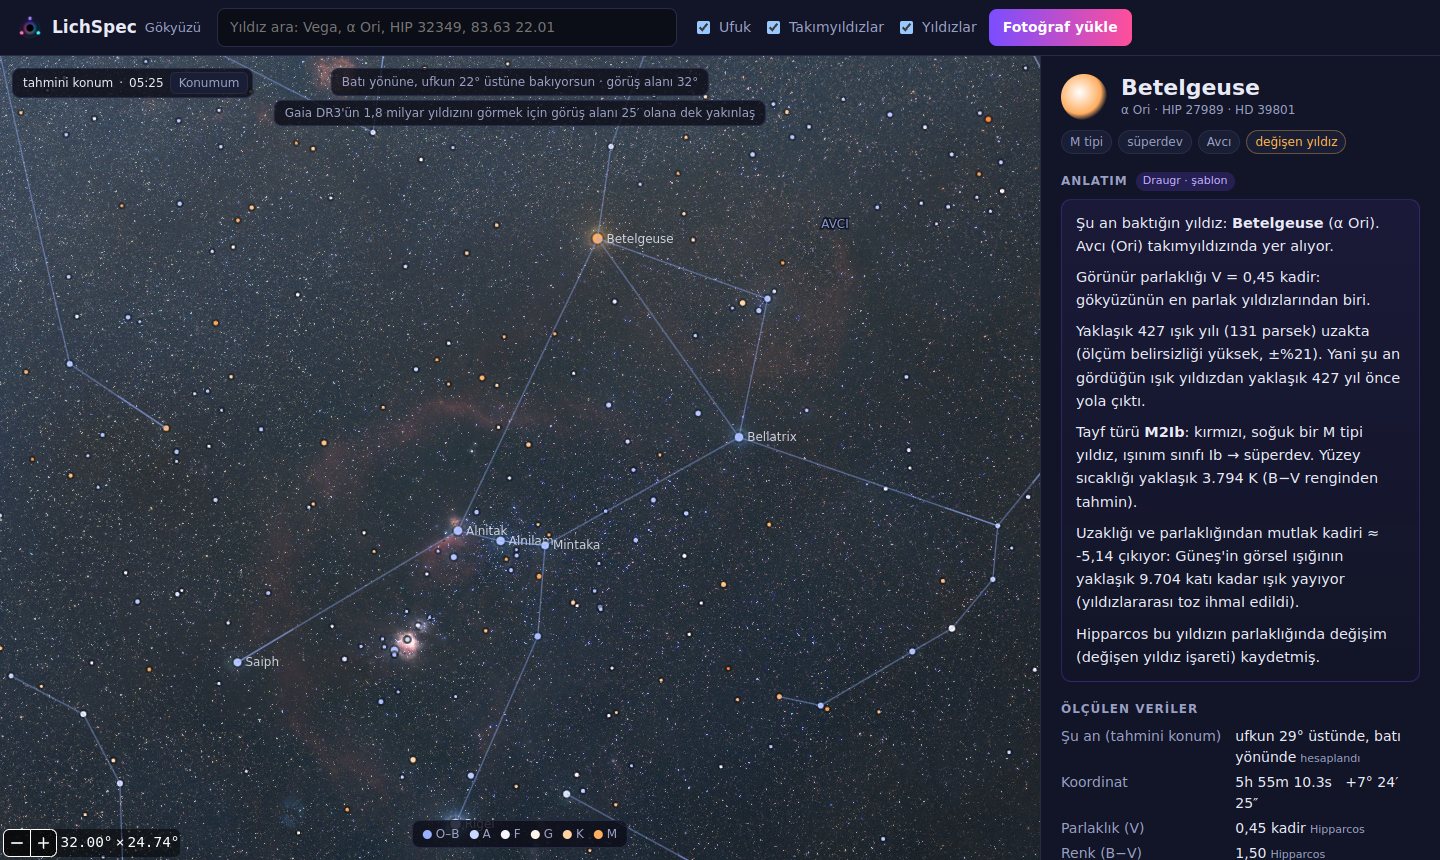 LichSpec Gökyüzü
Yıldız ara: Vega, α Ori, HIP 32349, 83.63 22.01
Ufuk Takımyıldızlar Yıldızlar
Fotoğraf yükle
tahmini konum · 05:25 Konumum
Batı yönüne, ufkun 22° üstüne bakıyorsun · görüş alanı 32°
Gaia DR3'ün 1,8 milyar yıldızını görmek için görüş alanı 25′ olana dek yakınlaş
AVCI
Betelgeuse
Bellatrix
Alnitak
Alnilam
Mintaka
Saiph
Rigel
O–B A F G K M
32.00° × 24.74°
Betelgeuse
α Ori · HIP 27989 · HD 39801
M tipi süperdev Avcı değişen yıldız
ANLATIM Draugr · şablon
Şu an baktığın yıldız: Betelgeuse (α Ori).
Avcı (Ori) takımyıldızında yer alıyor.
Görünür parlaklığı V = 0,45 kadir:
gökyüzünün en parlak yıldızlarından biri.
Yaklaşık 427 ışık yılı (131 parsek) uzakta
(ölçüm belirsizliği yüksek, ±%21). Yani şu an
gördüğün ışık yıldızdan yaklaşık 427 yıl önce
yola çıktı.
Tayf türü M2Ib: kırmızı, soğuk bir M tipi
yıldız, ışınım sınıfı Ib → süperdev. Yüzey
sıcaklığı yaklaşık 3.794 K (B−V renginden
tahmin).
Uzaklığı ve parlaklığından mutlak kadiri ≈
-5,14 çıkıyor: Güneş'in görsel ışığının
yaklaşık 9.704 katı kadar ışık yayıyor
(yıldızlararası toz ihmal edildi).
Hipparcos bu yıldızın parlaklığında değişim
(değişen yıldız işareti) kaydetmiş.
ÖLÇÜLEN VERİLER
Şu an (tahmini konum) ufkun 29° üstünde, batı
yönünde hesaplandı
Koordinat 5h 55m 10.3s +7° 24′
25″
Parlaklık (V) 0,45 kadir Hipparcos
Renk (B−V) 1,50 Hipparcos